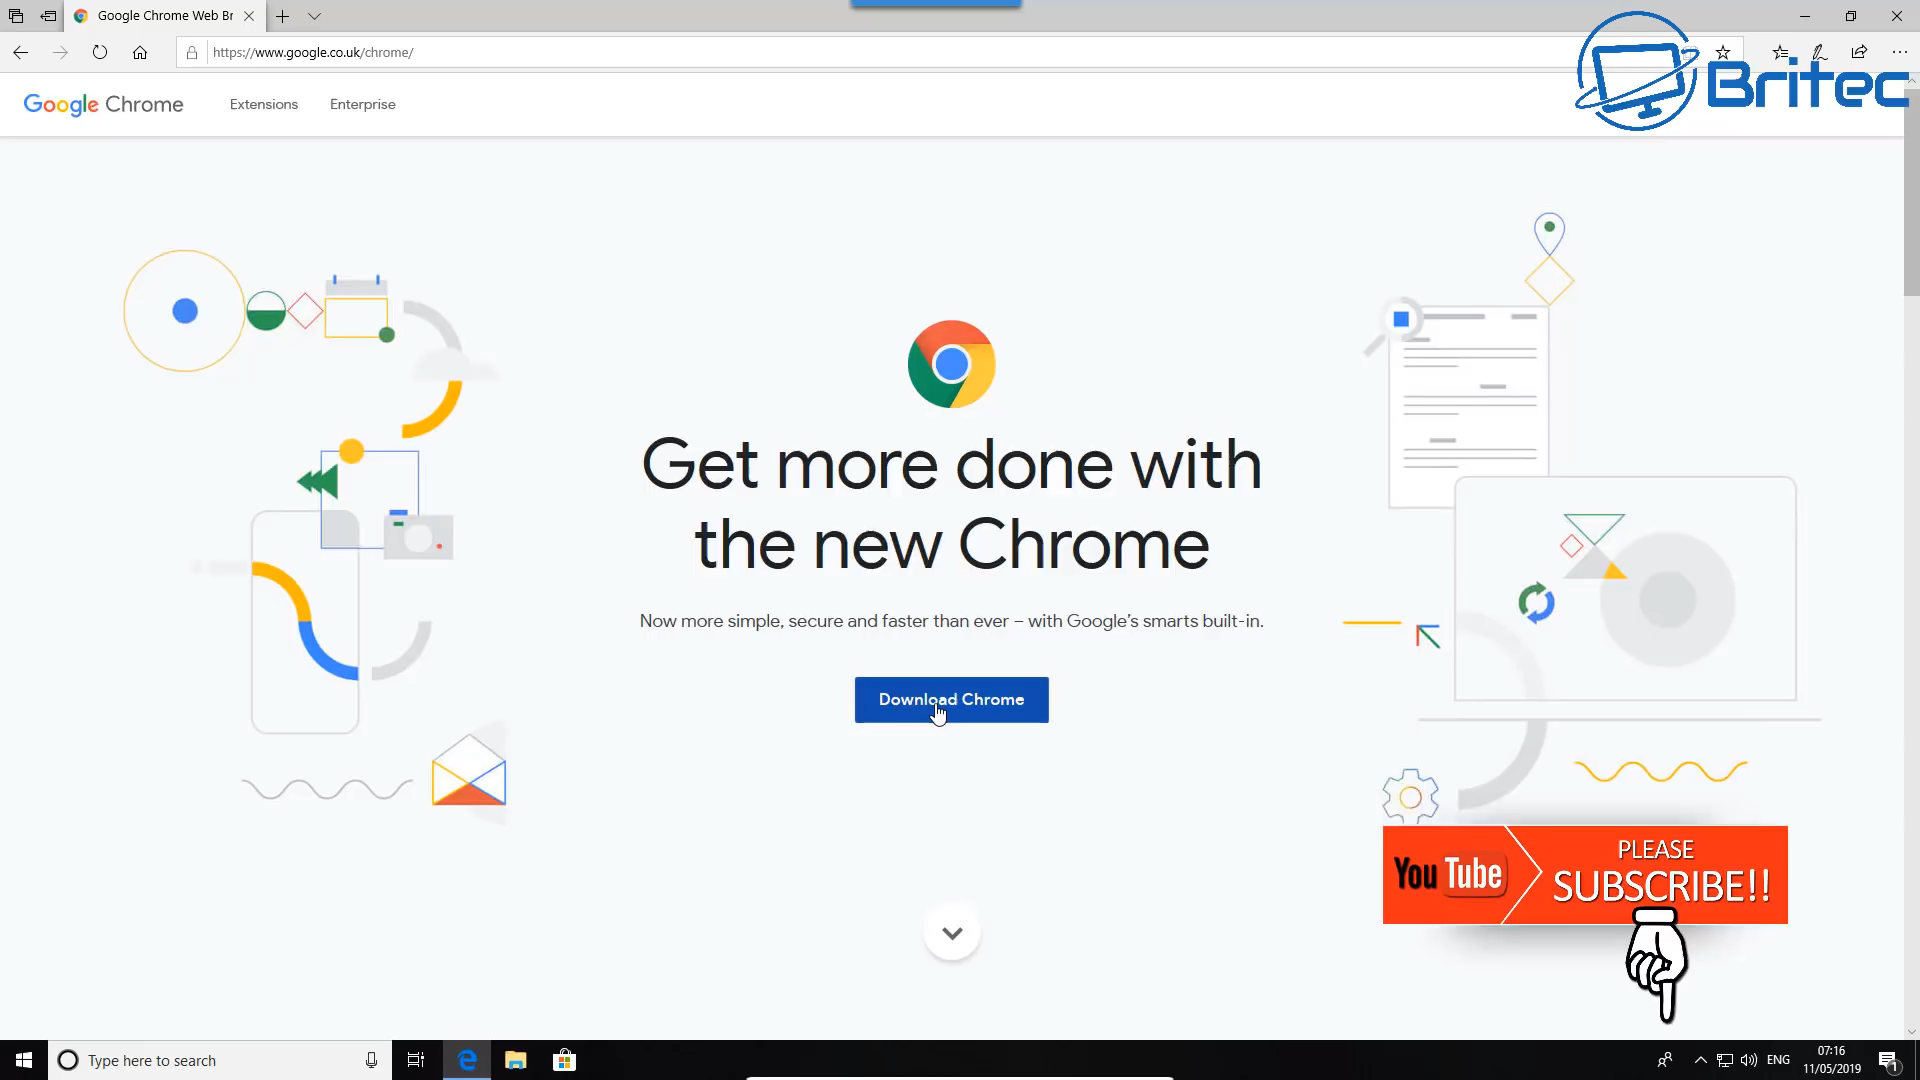 Google Chrome Web Br
https://www.google.co.uk/chrome/
Britec
Google Chrome
Extensions
Enterprise
Get more done with
the new Chrome
Now more simple, secure and faster than ever – with Google's smarts built-in.
Download Chrome
YouTube
PLEASE
SUBSCRIBE!!
Type here to search
ENG
07:16
11/05/2019
1